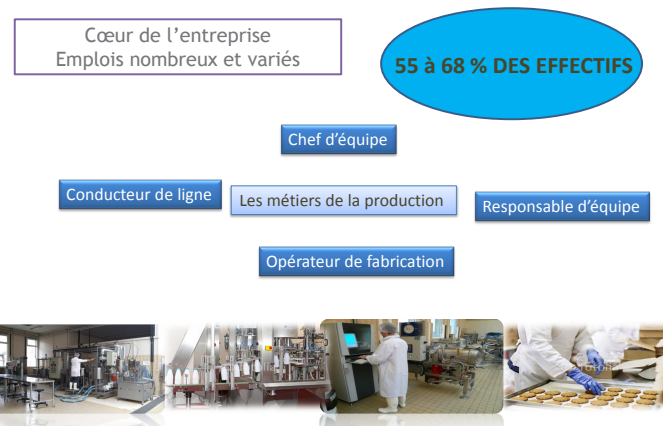 Cœur de l’entreprise
Emplois nombreux et variés
55 à 68 % DES EFFECTIFS
Chef d’équipe
Conducteur de ligne
Les métiers de la production
Responsable d’équipe
Opérateur de fabrication